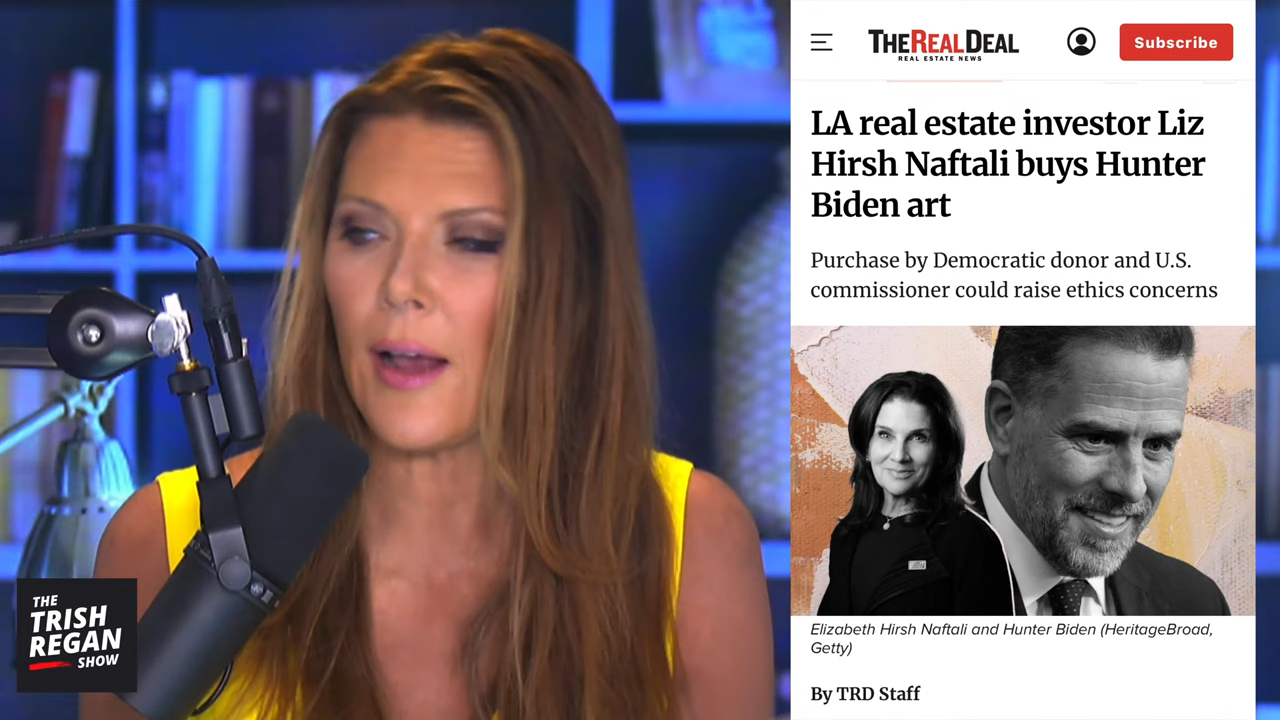 THE
TRISH
REGAN
SHOW
THEREALDEAL
REAL ESTATE NEWS
Subscribe
LA real estate investor Liz
Hirsh Naftali buys Hunter
Biden art
Purchase by Democratic donor and U.S.
commissioner could raise ethics concerns
Elizabeth Hirsh Naftali and Hunter Biden (HeritageBroad,
Getty)
By TRD Staff